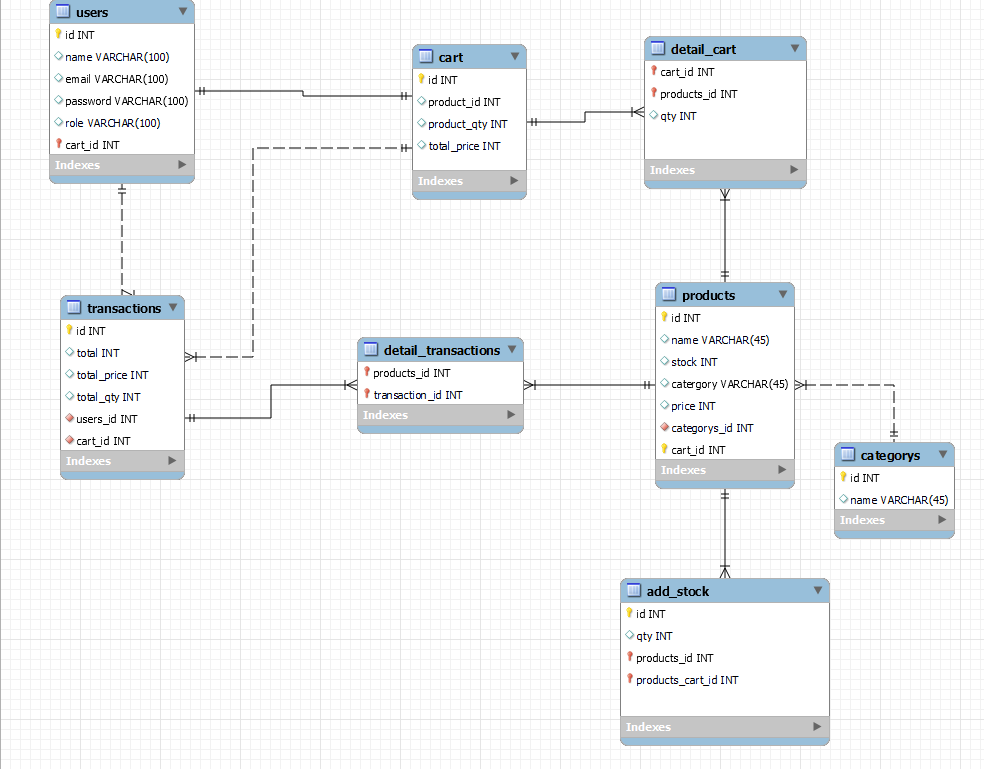 users
id INT
name VARCHAR(100)
email VARCHAR(100)
password VARCHAR(100)
role VARCHAR(100)
cart_id INT
Indexes
cart
id INT
product_id INT
product_qty INT
total_price INT
Indexes
detail_cart
cart_id INT
products_id INT
qty INT
Indexes
transactions
id INT
total INT
total_price INT
total_qty INT
users_id INT
cart_id INT
Indexes
detail_transactions
products_id INT
transaction_id INT
Indexes
products
id INT
name VARCHAR(45)
stock INT
catergory VARCHAR(45)
price INT
categorys_id INT
cart_id INT
Indexes
categorys
id INT
name VARCHAR(45)
Indexes
add_stock
id INT
qty INT
products_id INT
products_cart_id INT
Indexes